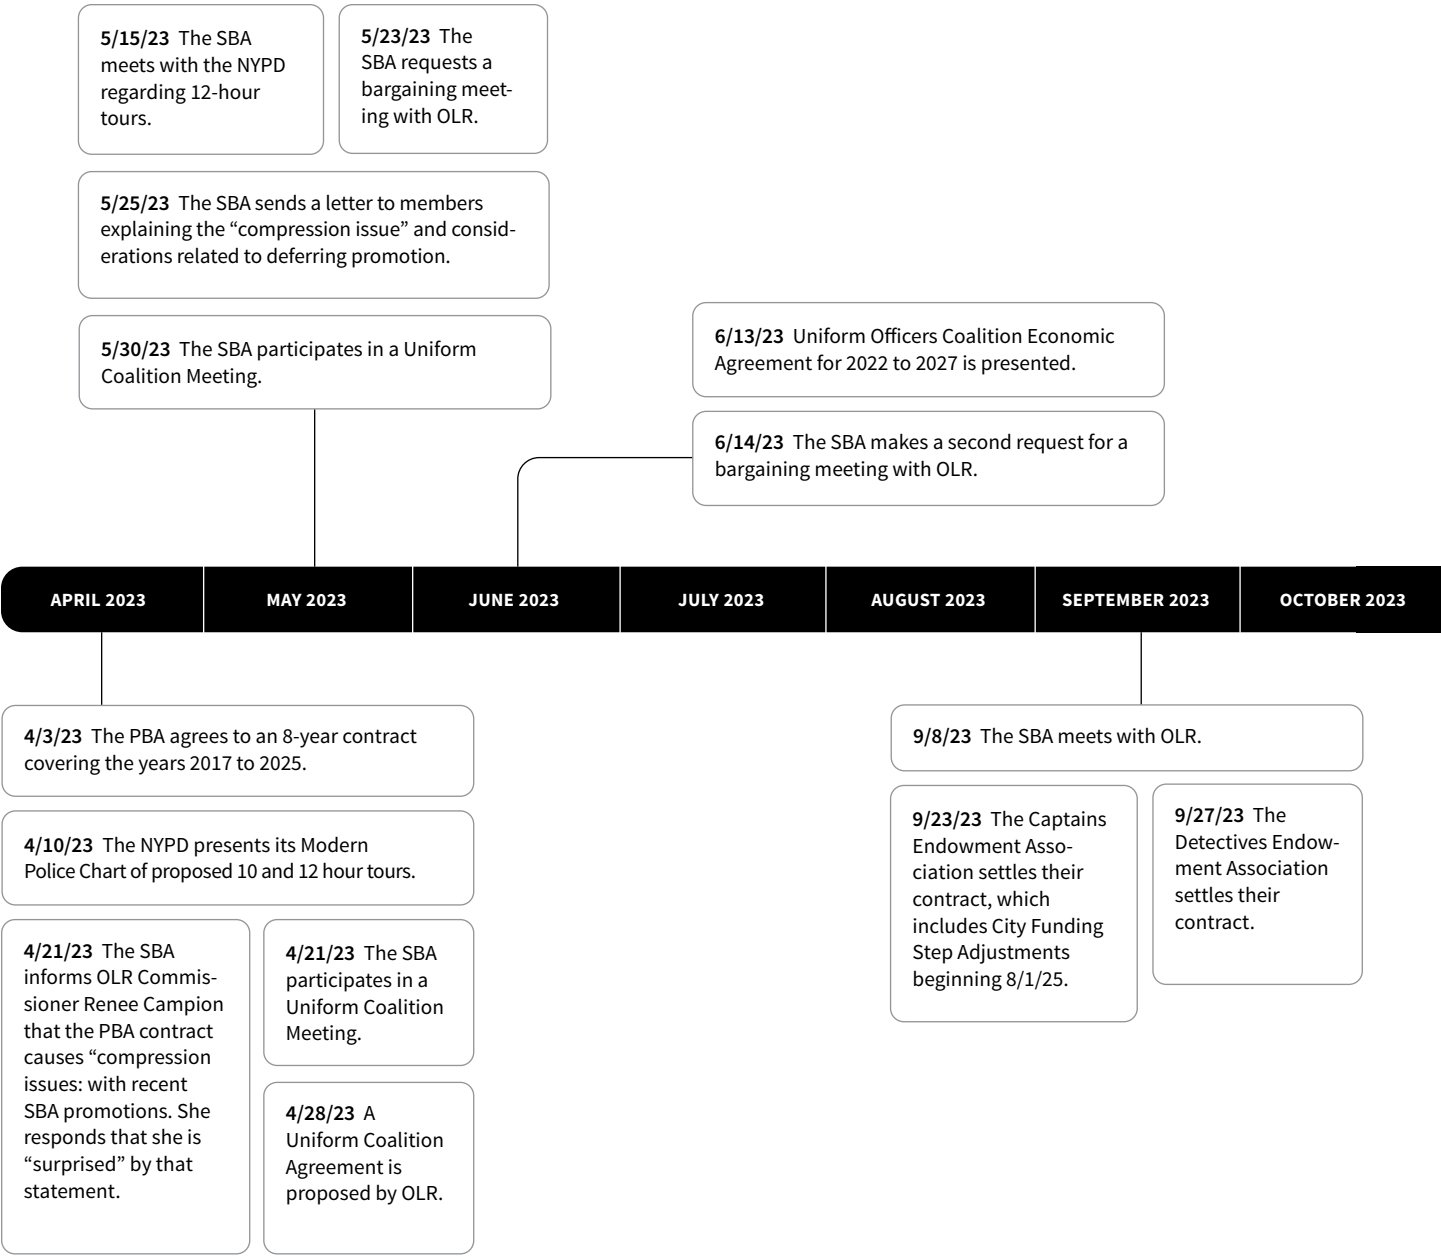 5/15/23 The SBA
meets with the NYPD
regarding 12-hour
tours.
5/23/23 The
SBA requests a
bargaining meet-
ing with OLR.
5/25/23 The SBA sends a letter to members
explaining the “compression issue” and consid-
erations related to deferring promotion.
5/30/23 The SBA participates in a Uniform
Coalition Meeting.
6/13/23 Uniform Officers Coalition Economic
Agreement for 2022 to 2027 is presented.
6/14/23 The SBA makes a second request for a
bargaining meeting with OLR.
APRIL 2023
MAY 2023
JUNE 2023
JULY 2023
AUGUST 2023
SEPTEMBER 2023
OCTOBER 2023
4/3/23 The PBA agrees to an 8-year contract
covering the years 2017 to 2025.
4/10/23 The NYPD presents its Modern
Police Chart of proposed 10 and 12 hour tours.
4/21/23 The SBA
informs OLR Commis-
sioner Renee Campion
that the PBA contract
causes “compression
issues: with recent
SBA promotions. She
responds that she is
“surprised” by that
statement.
4/21/23 The SBA
participates in a
Uniform Coalition
Meeting.
4/28/23 A
Uniform Coalition
Agreement is
proposed by OLR.
9/8/23 The SBA meets with OLR.
9/23/23 The Captains
Endowment Asso-
ciation settles their
contract, which
includes City Funding
Step Adjustments
beginning 8/1/25.
9/27/23 The
Detectives Endow-
ment Association
settles their
contract.